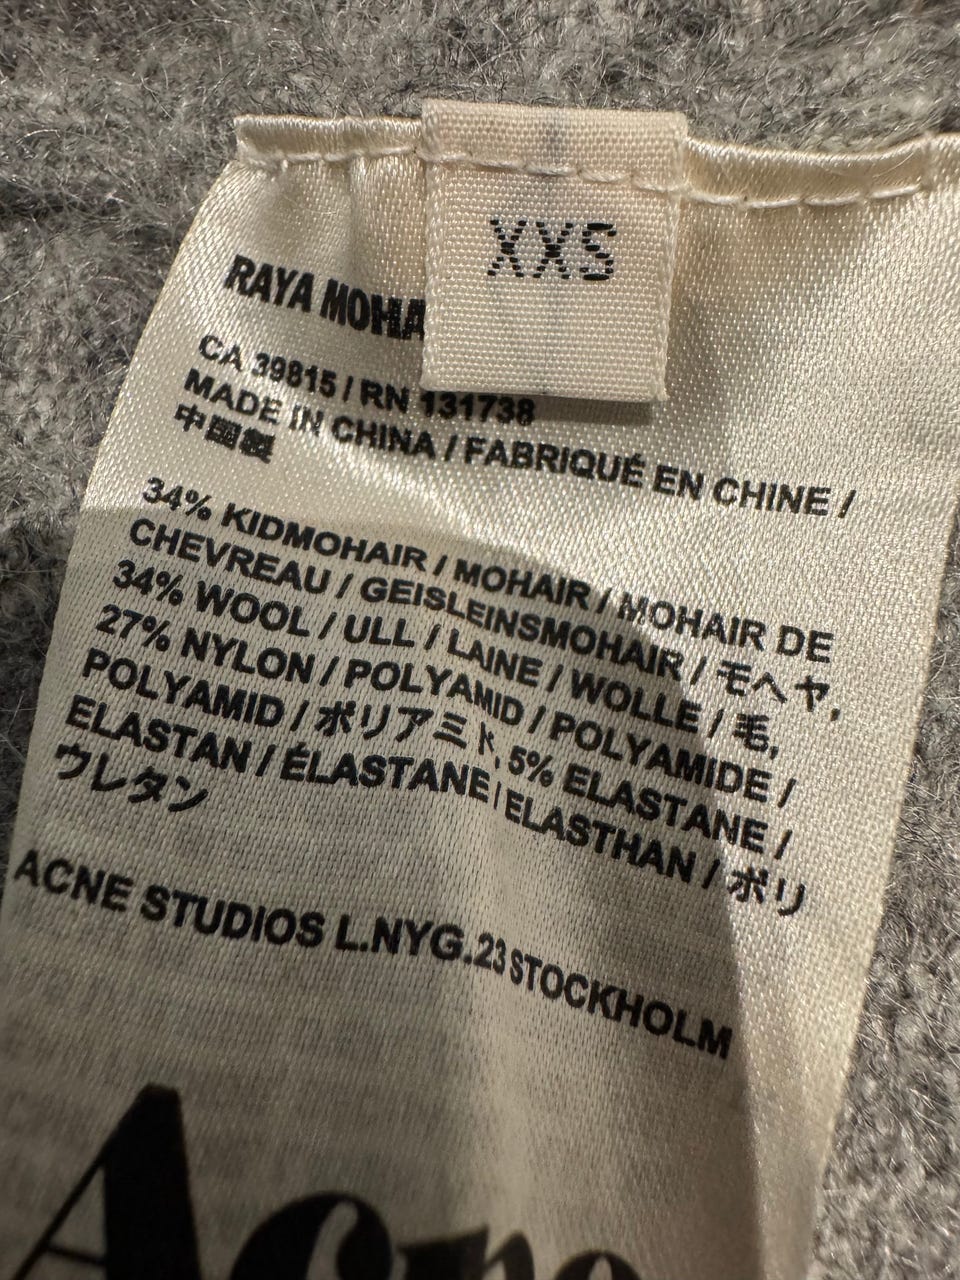 XXS
RAYA MOHA
CA 39815 / RN 131738
MADE IN CHINA / FABRIQUÉ EN CHINE /
中国製
34% KIDMOHAIR / MOHAIR / MOHAIR DE
CHEVREAU / GEISLEINSMOHAIR / モヘヤ,
34% WOOL / ULL / LAINE / WOLLE / 毛,
27% NYLON / POLYAMID / POLYAMIDE /
POLYAMID / ポリアミド, 5% ELASTANE /
ELASTAN / ÉLASTANE / ELASTHAN / ポリ
ウレタン
ACNE STUDIOS L.NYG.23 STOCKHOLM
Acne